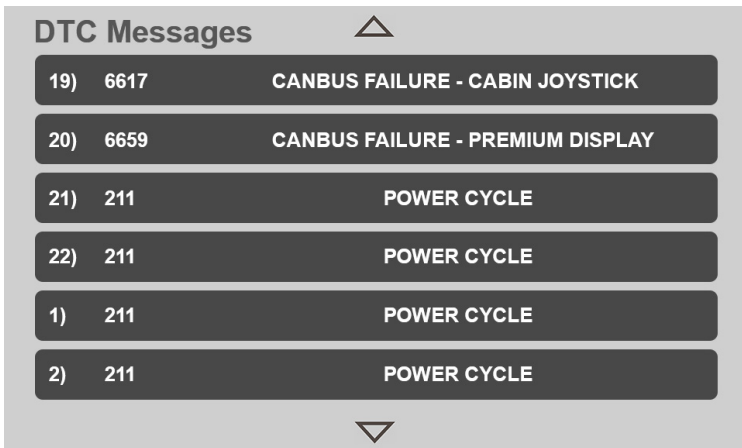 DTC Messages
19) 6617 CANBUS FAILURE - CABIN JOYSTICK
20) 6659 CANBUS FAILURE - PREMIUM DISPLAY
21) 211 POWER CYCLE
22) 211 POWER CYCLE
1) 211 POWER CYCLE
2) 211 POWER CYCLE